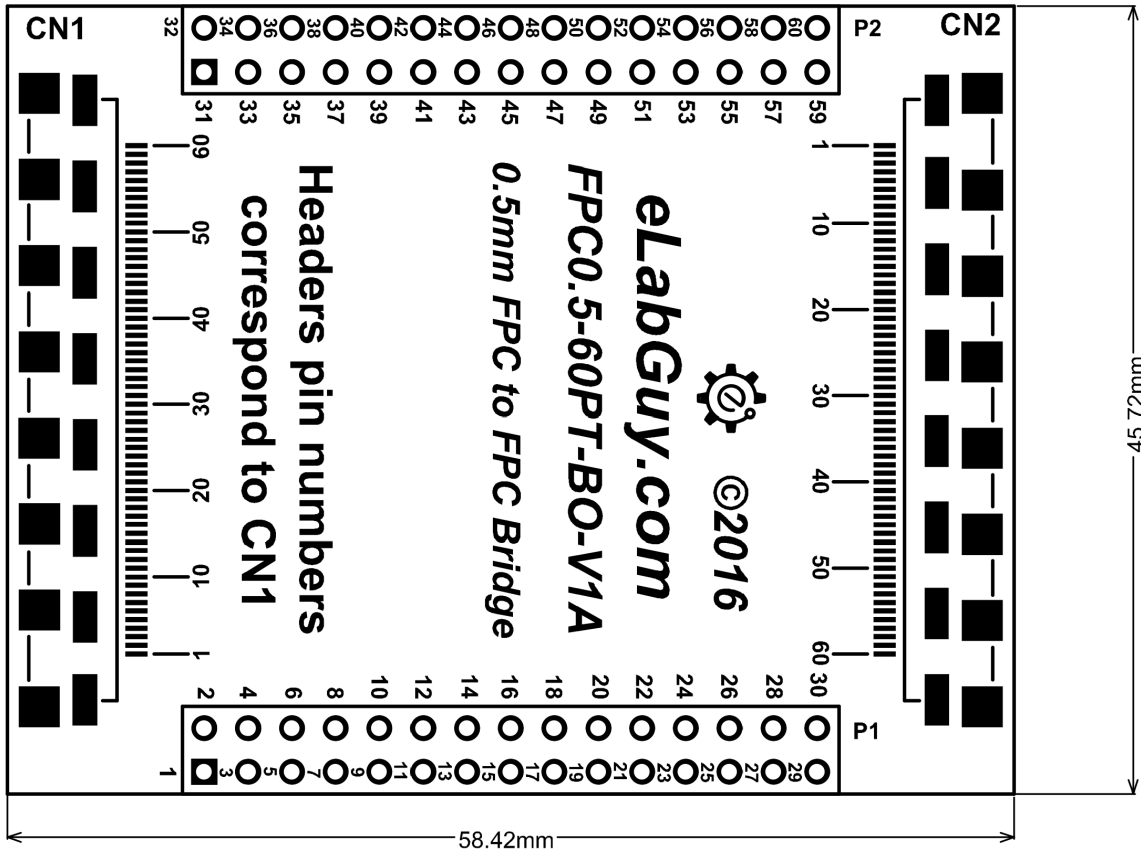 CN1
32 34 36 38 40 42 44 46 48 50 52 54 56 58 60
P2
CN2
31 33 35 37 39 41 43 45 47 49 51 53 55 57 59
60
50
40
30
20
10
1
Headers pin numbers
correspond to CN1
0.5mm FPC to FPC Bridge
FPC0.5-60PT-BO-V1A
eLabGuy.com
e
©2016
1
10
20
30
40
50
60
2 4 6 8 10 12 14 16 18 20 22 24 26 28 30
P1
1 3 5 7 9 11 13 15 17 19 21 23 25 27 29
45.72mm
58.42mm